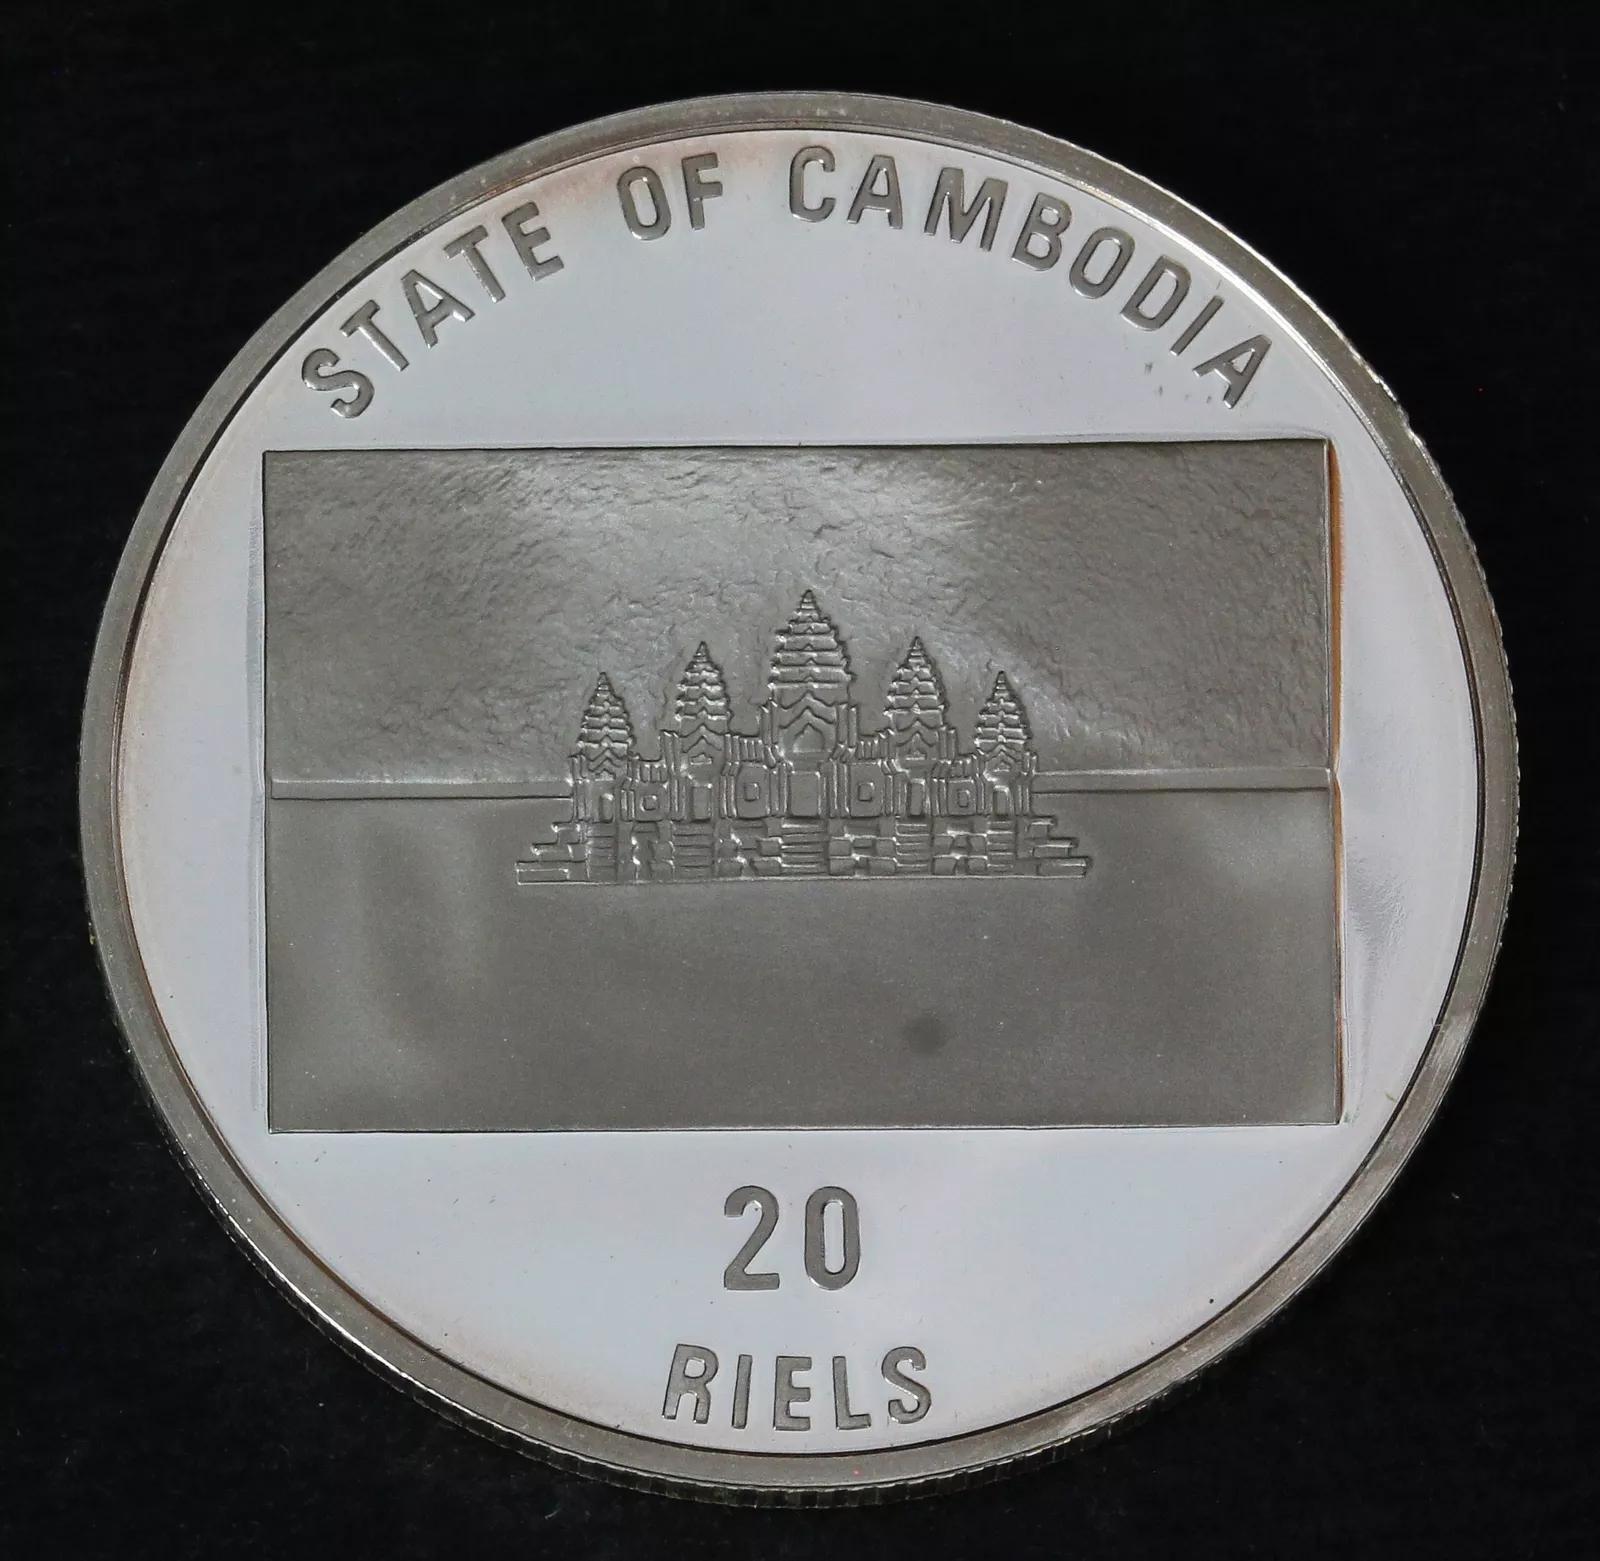 STATE OF CAMBODIA
20
RIELS